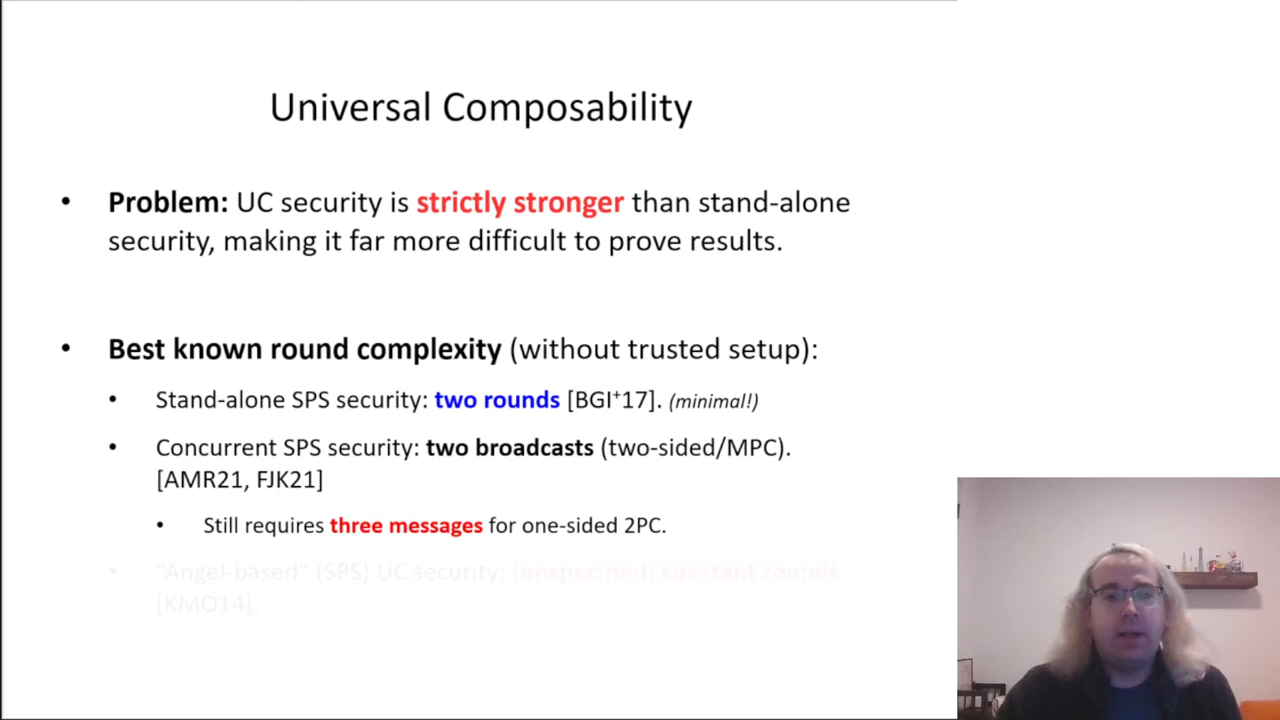 Universal Composability
• Problem: UC security is strictly stronger than stand-alone
security, making it far more difficult to prove results.
• Best known round complexity (without trusted setup):
• Stand-alone SPS security: two rounds [BGI⁺17]. (minimal!)
• Concurrent SPS security: two broadcasts (two-sided/MPC).
[AMR21, FJK21]
• Still requires three messages for one-sided 2PC.
• “Angel-based” (SPS) UC security: (unspecified) constant rounds
[KMO14].